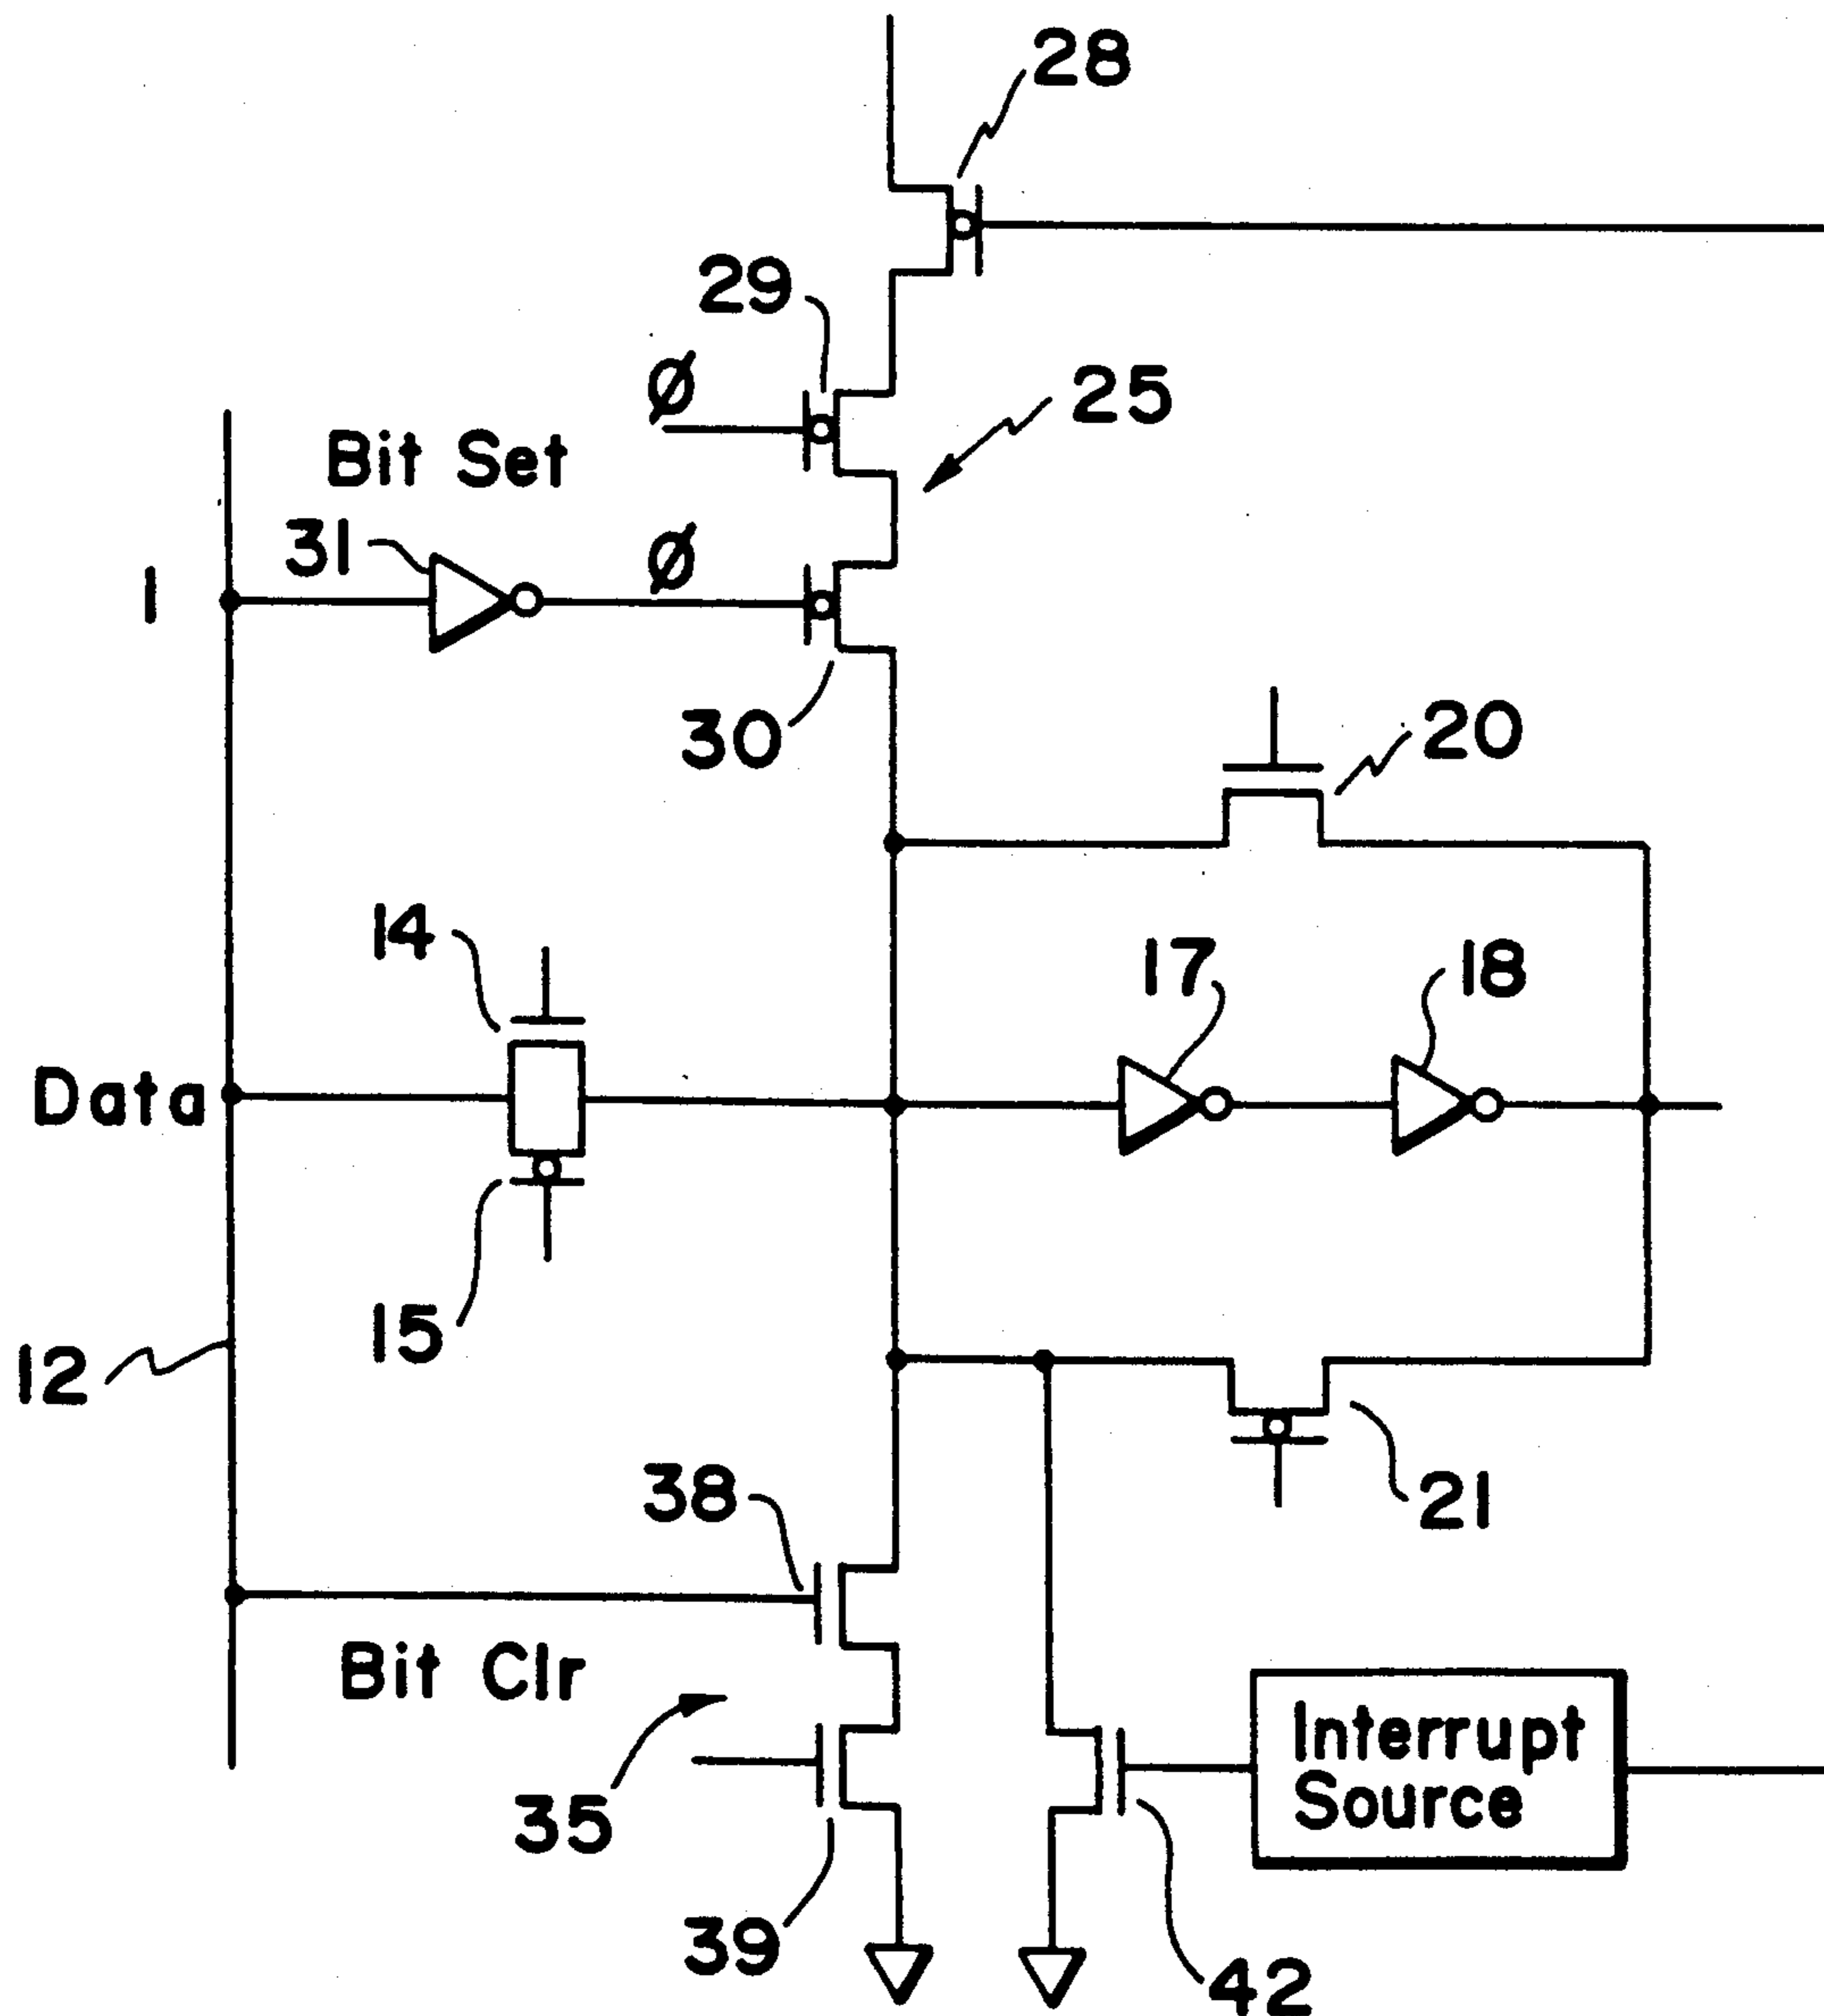 28
29
Ø
25
Bit Set
31
Ø
1
30
20
14
17
18
Data
15
12
38
21
Bit Clr
35
Interrupt
Source
39
42